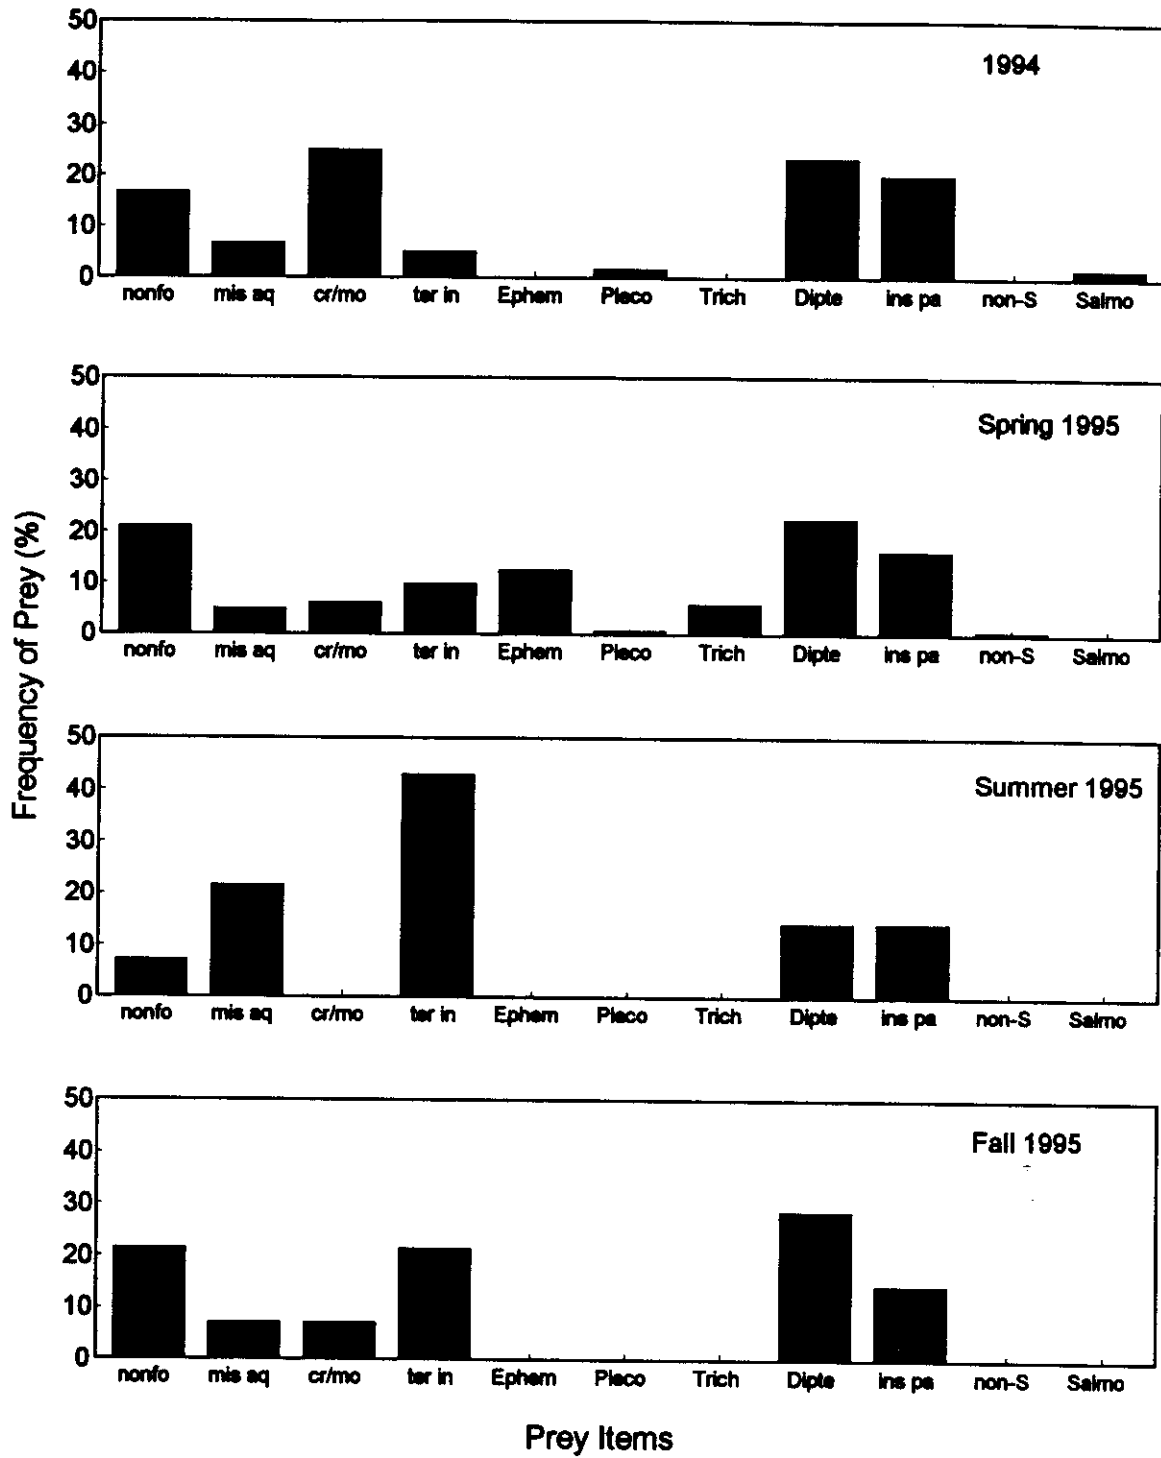 50
1994
40
30
20
10
0
nonfo mis aq cr/mo ter in Ephem Pleco Trich Dipte ins pa non-S Salmo
50
Spring 1995
40
30
20
10
0
nonfo mis aq cr/mo ter in Ephem Pleco Trich Dipte ins pa non-S Salmo
Frequency of Prey (%)
50
Summer 1995
40
30
20
10
0
nonfo mis aq cr/mo ter in Ephem Pleco Trich Dipte ins pa non-S Salmo
50
Fall 1995
40
30
20
10
0
nonfo mis aq cr/mo ter in Ephem Pleco Trich Dipte ins pa non-S Salmo
Prey Items